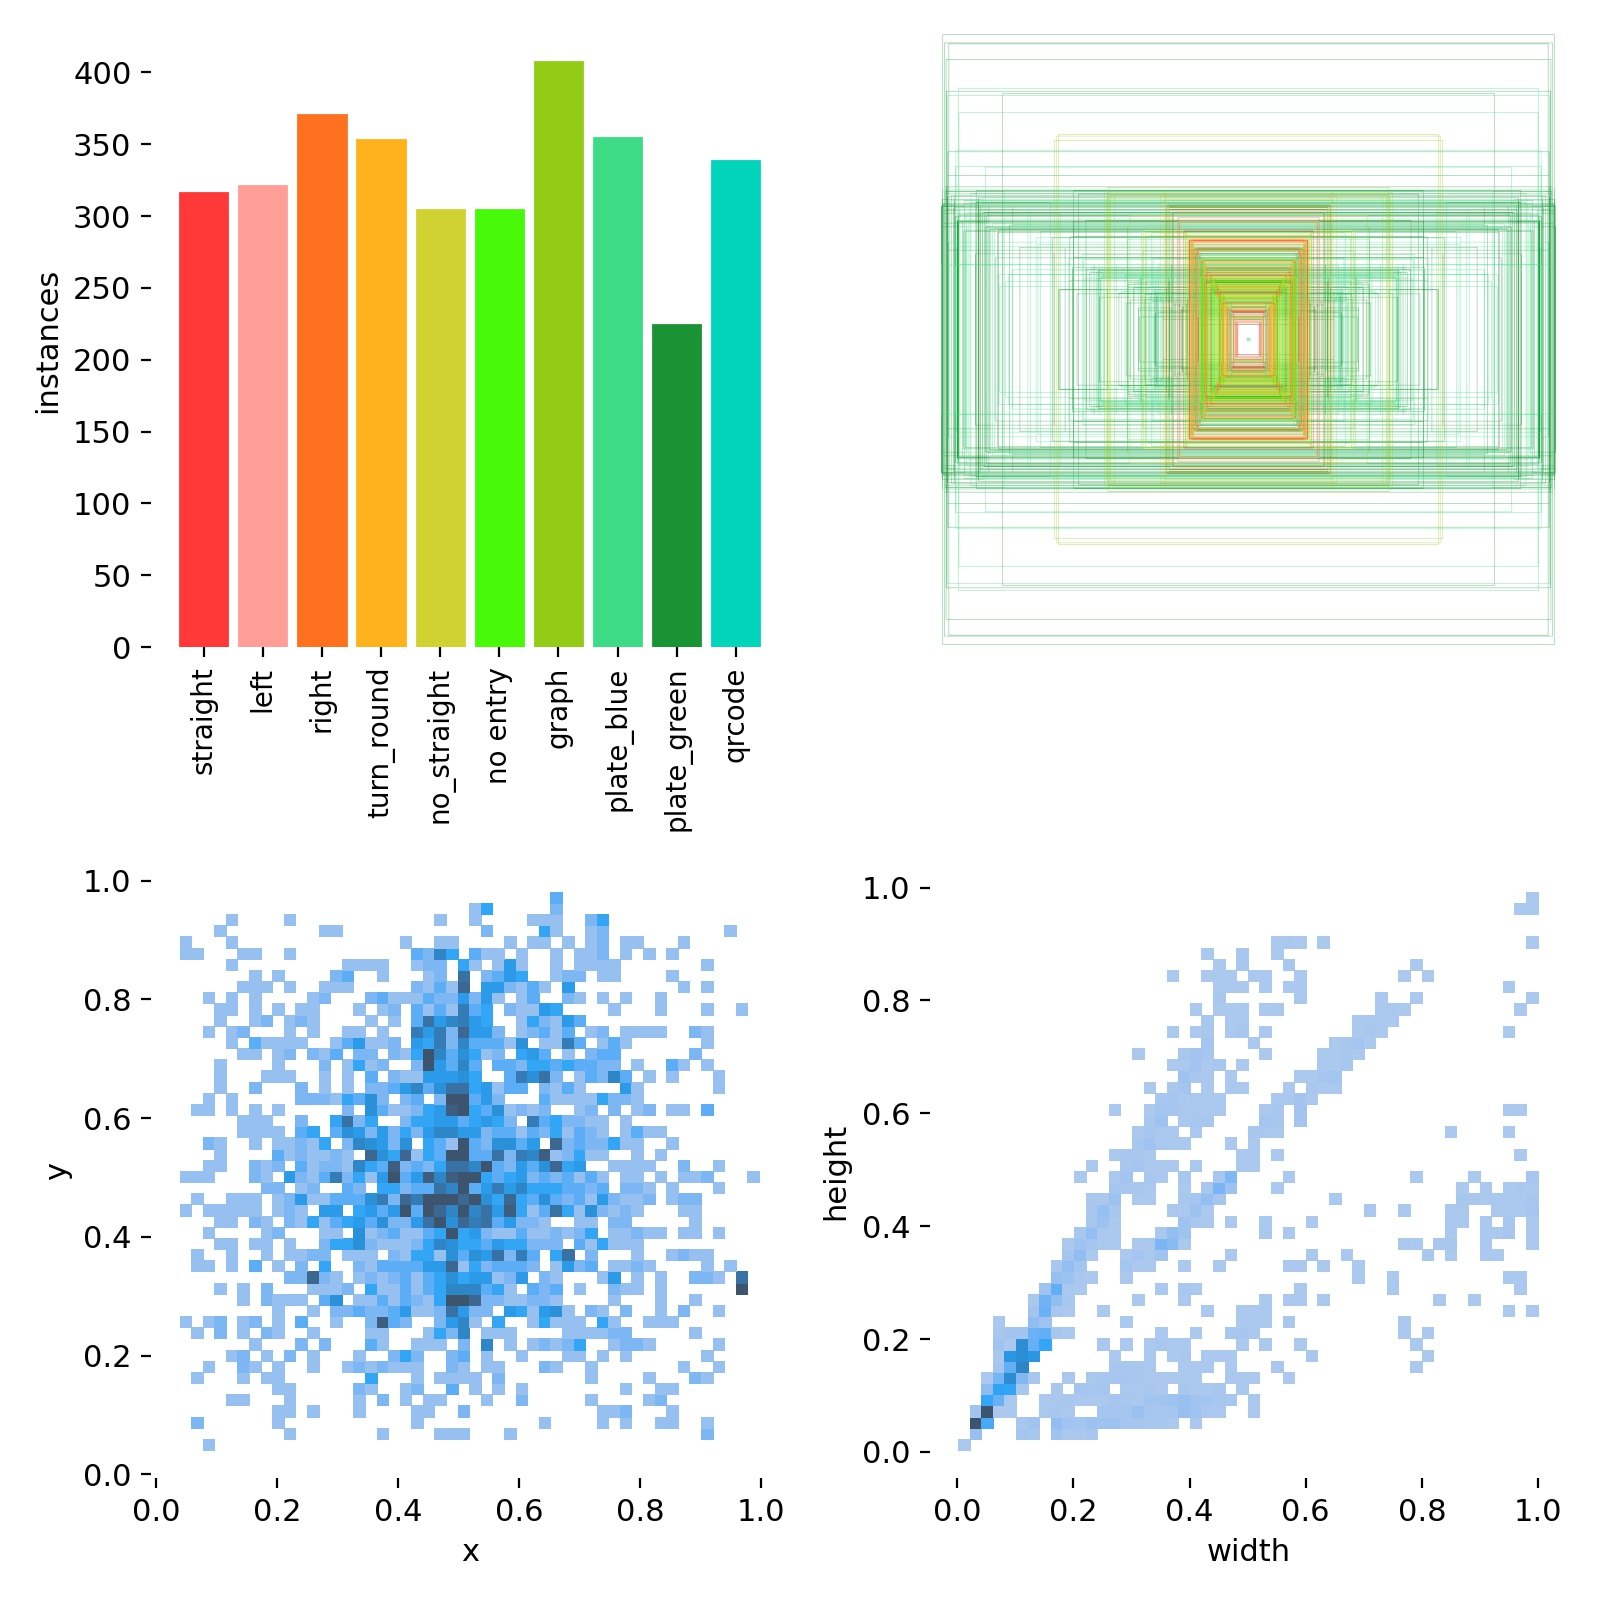 400
350
300
250
200
150
100
50
0
instances
straight
left
right
turn_round
no_straight
no entry
graph
plate_blue
plate_green
qrcode
1.0
0.8
0.6
0.4
0.2
0.0
y
0.0 0.2 0.4 0.6 0.8 1.0
x
1.0
0.8
0.6
0.4
0.2
0.0
height
0.0 0.2 0.4 0.6 0.8 1.0
width